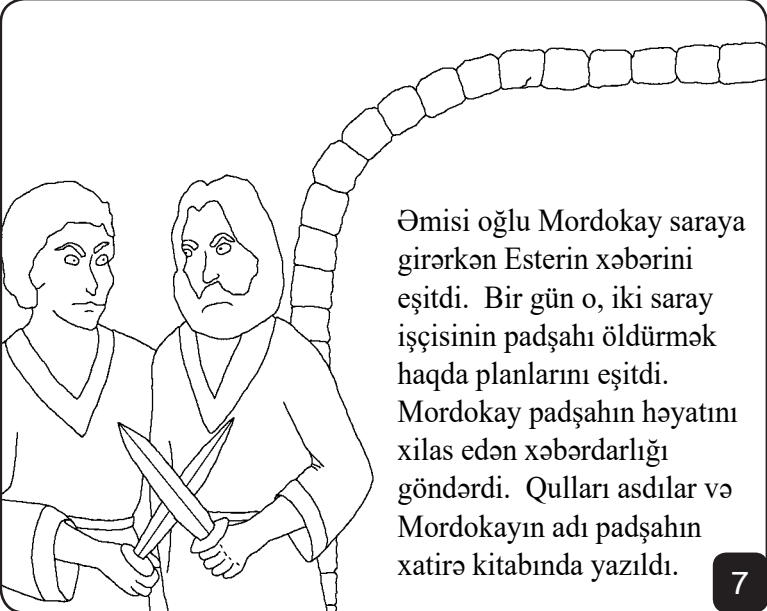 Əmisi oğlu Mordokay saraya
girərkən Esterin xəbərini
eşitdi.  Bir gün o, iki saray
işçisinin padşahı öldürmək
haqda planlarını eşitdi.
Mordokay padşahın həyatını
xilas edən xəbərdarlığı
göndərdi.  Qulları asdılar və
Mordokayın adı padşahın
xatirə kitabında yazıldı.
7